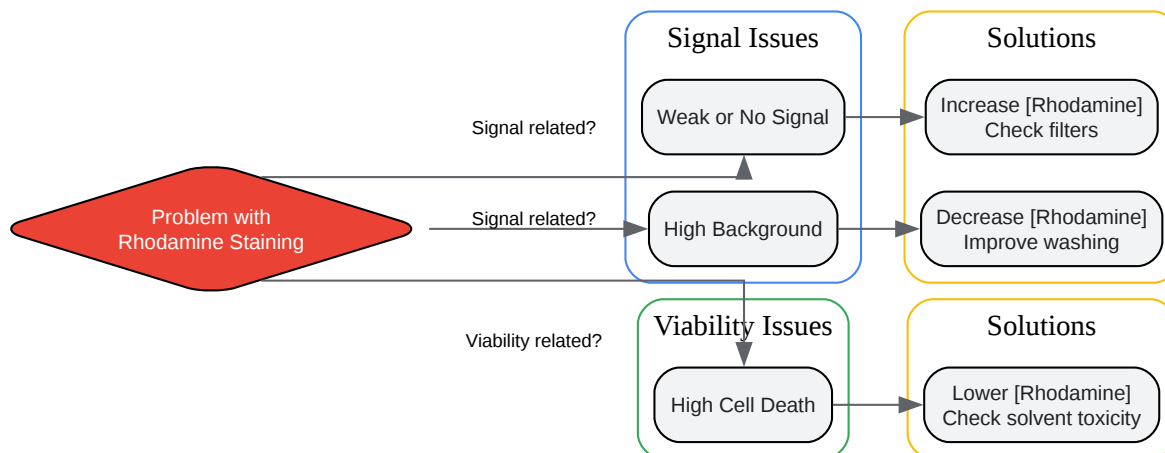 Signal Issues
Solutions
Weak or No Signal
Increase [Rhodamine]
Check filters
Signal related?
Problem with
Rhodamine Staining
Signal related?
High Background
Decrease [Rhodamine]
Improve washing
Viability related?
Viability Issues
Solutions
High Cell Death
Lower [Rhodamine]
Check solvent toxicity